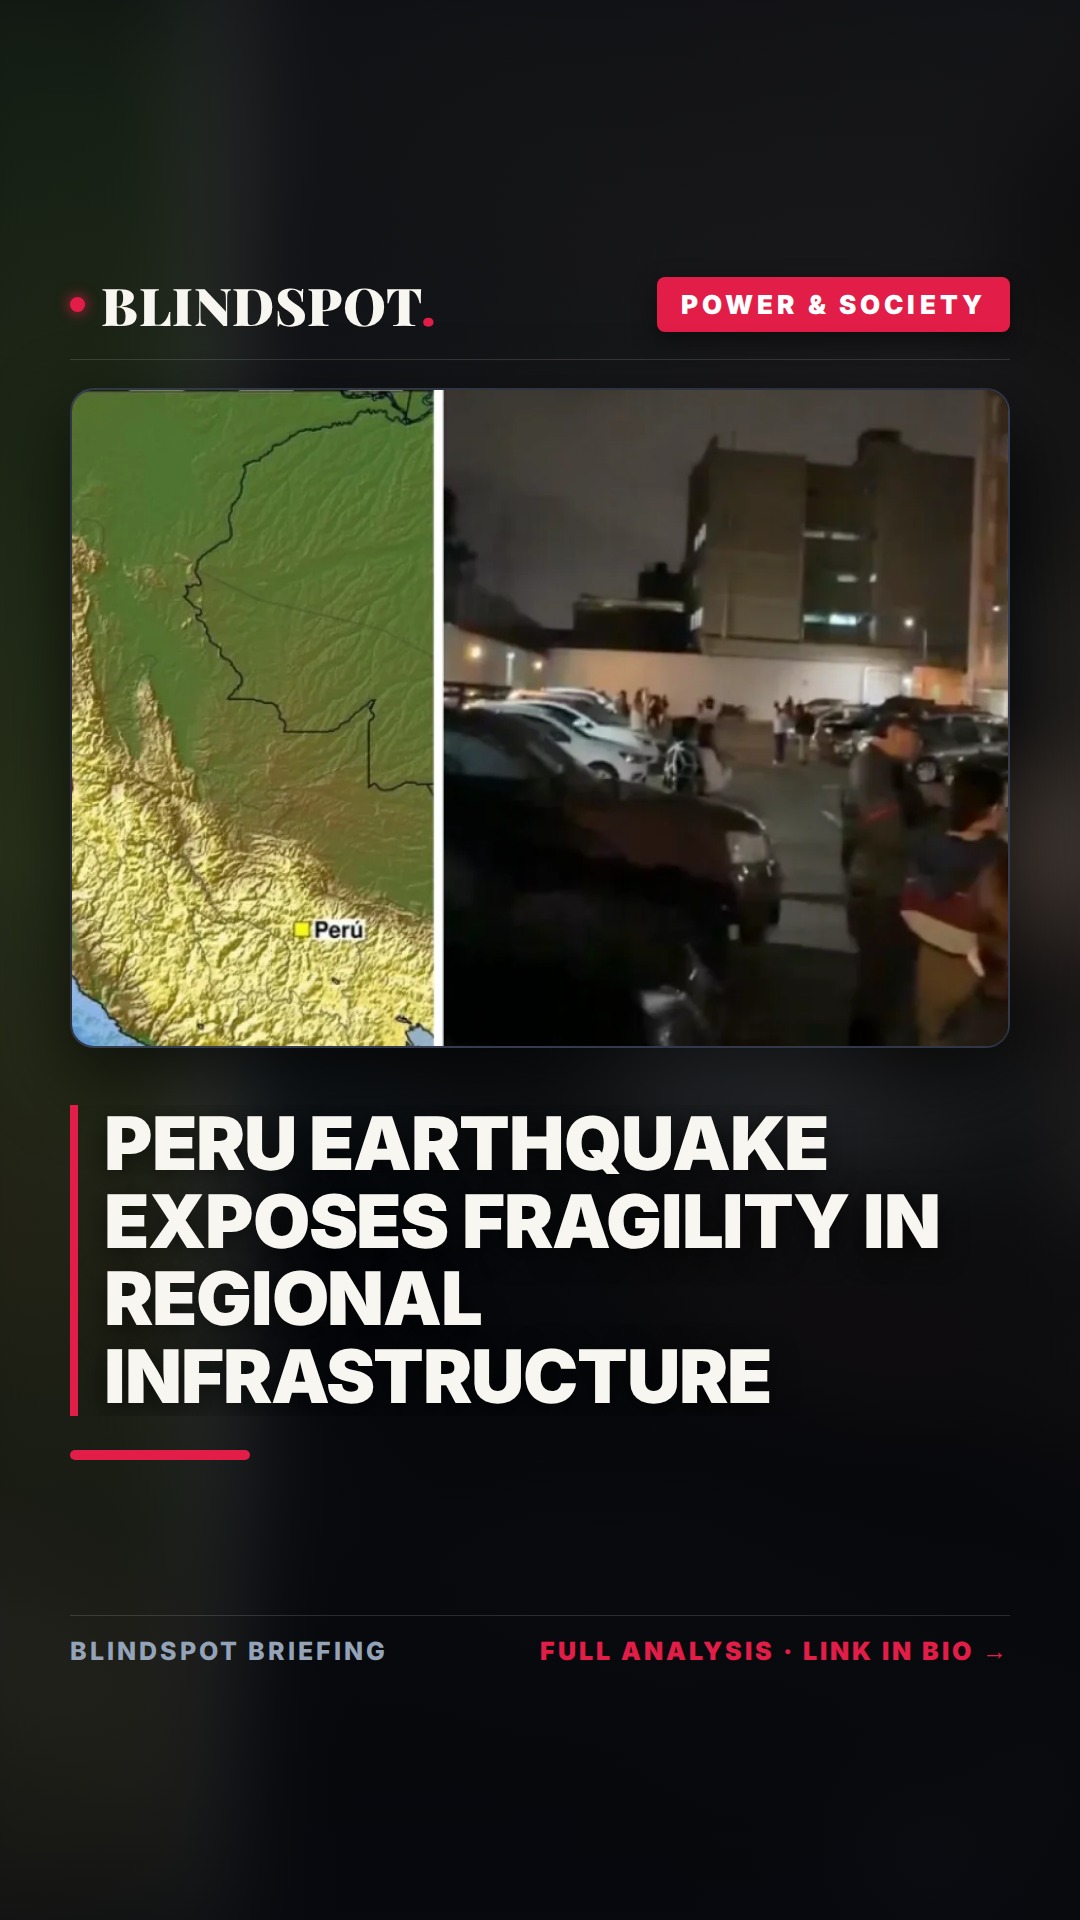 BLINDSPOT.
POWER & SOCIETY
Perú
PERU EARTHQUAKE
EXPOSES FRAGILITY IN
REGIONAL
INFRASTRUCTURE
BLINDSPOT BRIEFING
FULL ANALYSIS · LINK IN BIO →